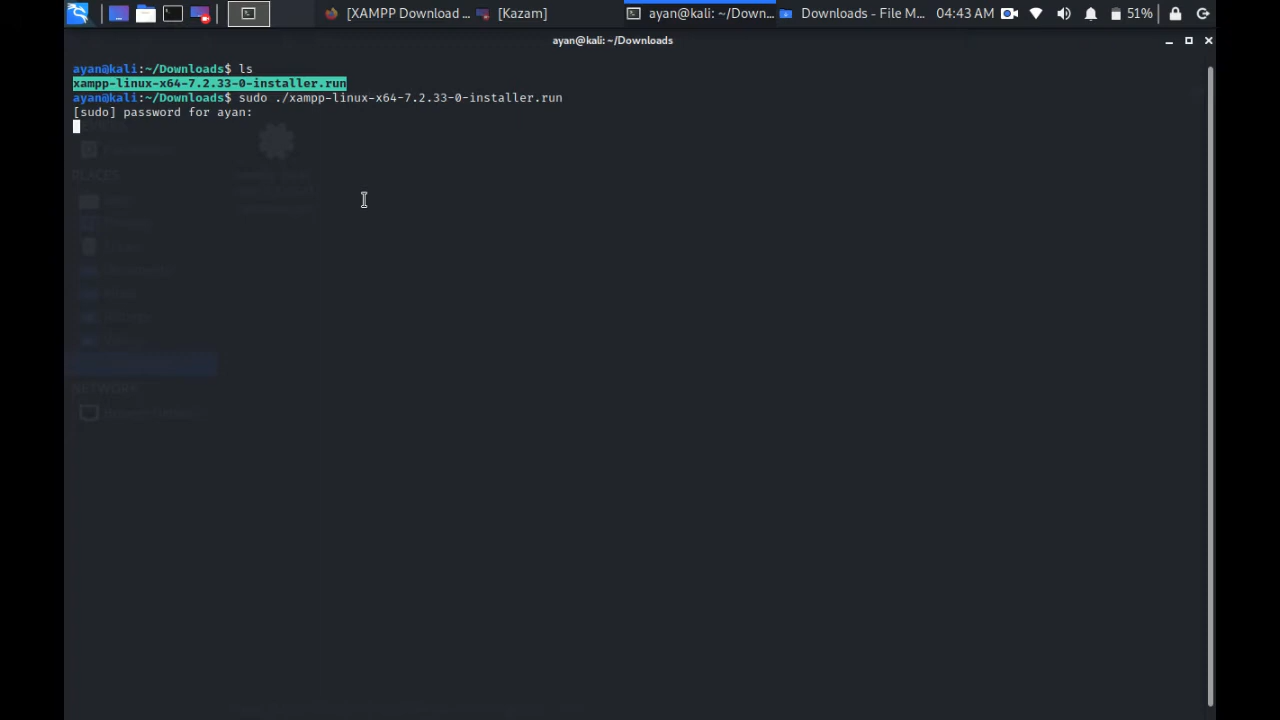 [XAMPP Download ...
[Kazam]
ayan@kali: ~/Down...
Downloads - File M...
04:43 AM
51%
ayan@kali: ~/Downloads
ayan@kali:~/Downloads$ ls
xampp-linux-x64-7.2.33-0-installer.run
ayan@kali:~/Downloads$ sudo ./xampp-linux-x64-7.2.33-0-installer.run
[sudo] password for ayan:
PLACES
NETWORK